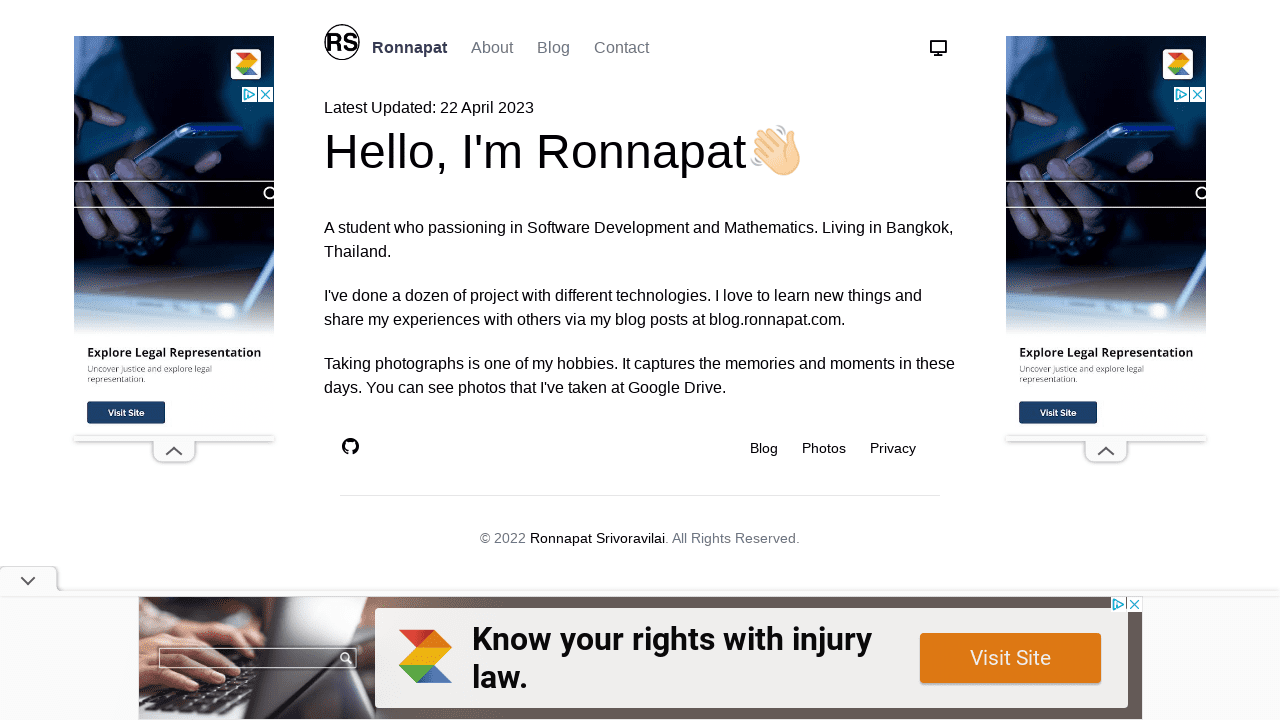 RS Ronnapat About Blog Contact
Latest Updated: 22 April 2023
Hello, I'm Ronnapat👋🏻
A student who passioning in Software Development and Mathematics. Living in Bangkok,
Thailand.
I've done a dozen of project with different technologies. I love to learn new things and
share my experiences with others via my blog posts at blog.ronnapat.com.
Taking photographs is one of my hobbies. It captures the memories and moments in these
days. You can see photos that I've taken at Google Drive.
Blog Photos Privacy
© 2022 Ronnapat Srivoravilai. All Rights Reserved.
Explore Legal Representation
Uncover justice and explore legal
representation.
Visit Site
Explore Legal Representation
Uncover justice and explore legal
representation.
Visit Site
Know your rights with injury
law.
Visit Site